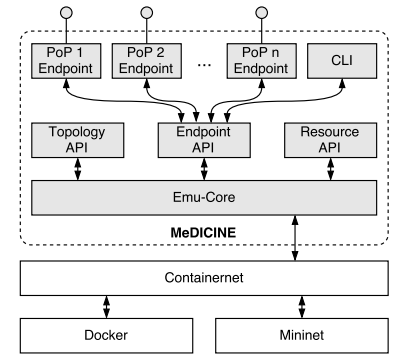 PoP 1
Endpoint
PoP 2
Endpoint
...
PoP n
Endpoint
CLI
Topology
API
Endpoint
API
Resource
API
Emu-Core
MeDICINE
Containernet
Docker
Mininet